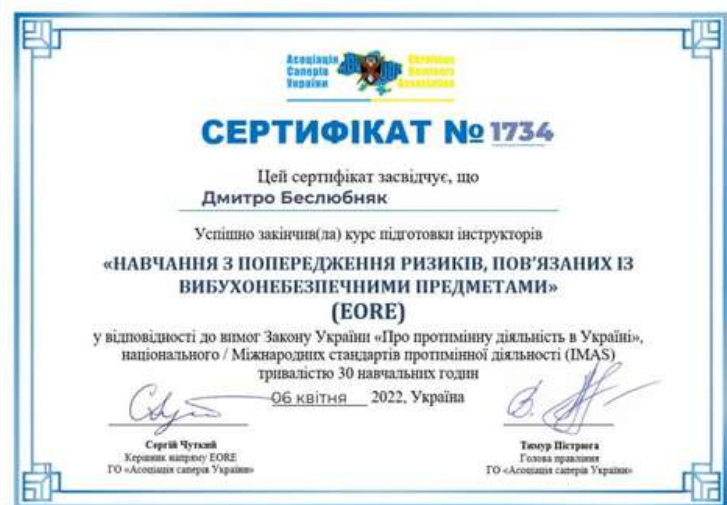 Асоціація
Саперів
України
Ukrainian
Deminers
Association
СЕРТИФІКАТ № 1734
Цей сертифікат засвідчує, що
Дмитро Беслюбняк
Успішно закінчив(ла) курс підготовки інструкторів
«НАВЧАННЯ З ПОПЕРЕДЖЕННЯ РИЗИКІВ, ПОВ'ЯЗАНИХ ІЗ
ВИБУХОНЕБЕЗПЕЧНИМИ ПРЕДМЕТАМИ»
(EORE)
у відповідності до вимог Закону України «Про протимінну діяльність в Україні»,
національного / Міжнародних стандартів протимінної діяльності (IMAS)
тривалістю 30 навчальних годин
06 квітня 2022, Україна
Сергій Чуткий
Керівник напряму EORE
ГО «Асоціація саперів України»
Тимур Пістрюга
Голова правління
ГО «Асоціація саперів України»